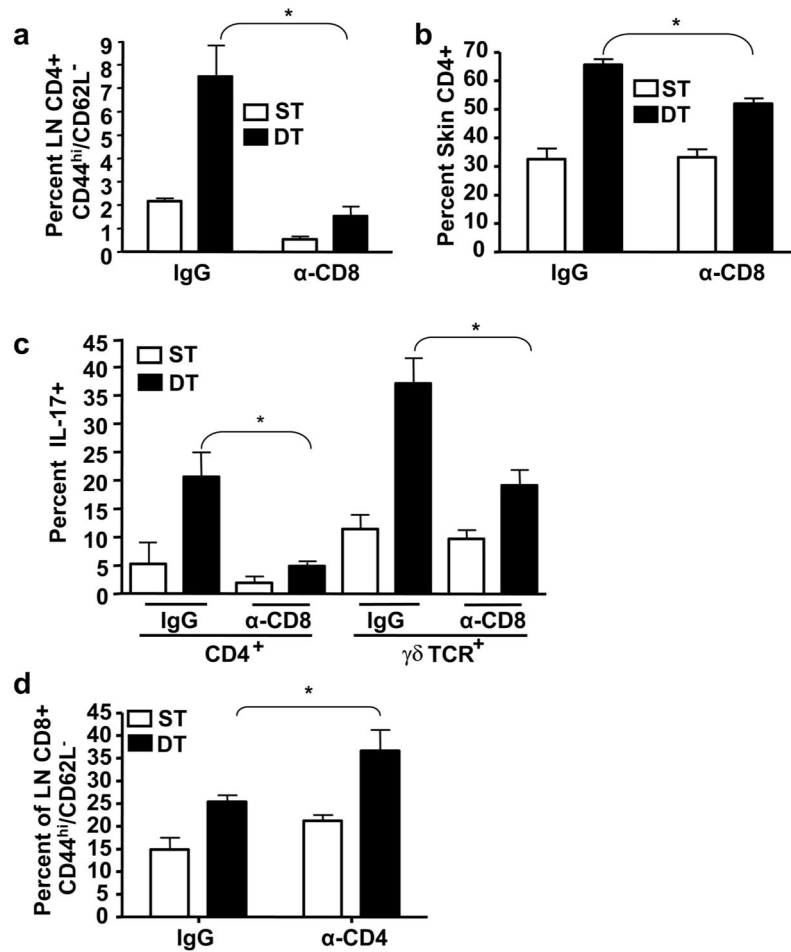 a
Percent LN CD4+
CD44hi/CD62L-
9
8
7
6
5
4
3
2
1
0
*
ST
DT
IgG
α-CD8
b
Percent Skin CD4+
70
60
50
40
30
20
10
0
*
ST
DT
IgG
α-CD8
c
Percent IL-17+
45
40
35
30
25
20
15
10
5
0
ST
DT
*
*
IgG
α-CD8
IgG
α-CD8
CD4+
γδ TCR+
d
Percent of LN CD8+
CD44hi/CD62L-
45
40
35
30
25
20
15
10
5
0
ST
DT
*
IgG
α-CD4